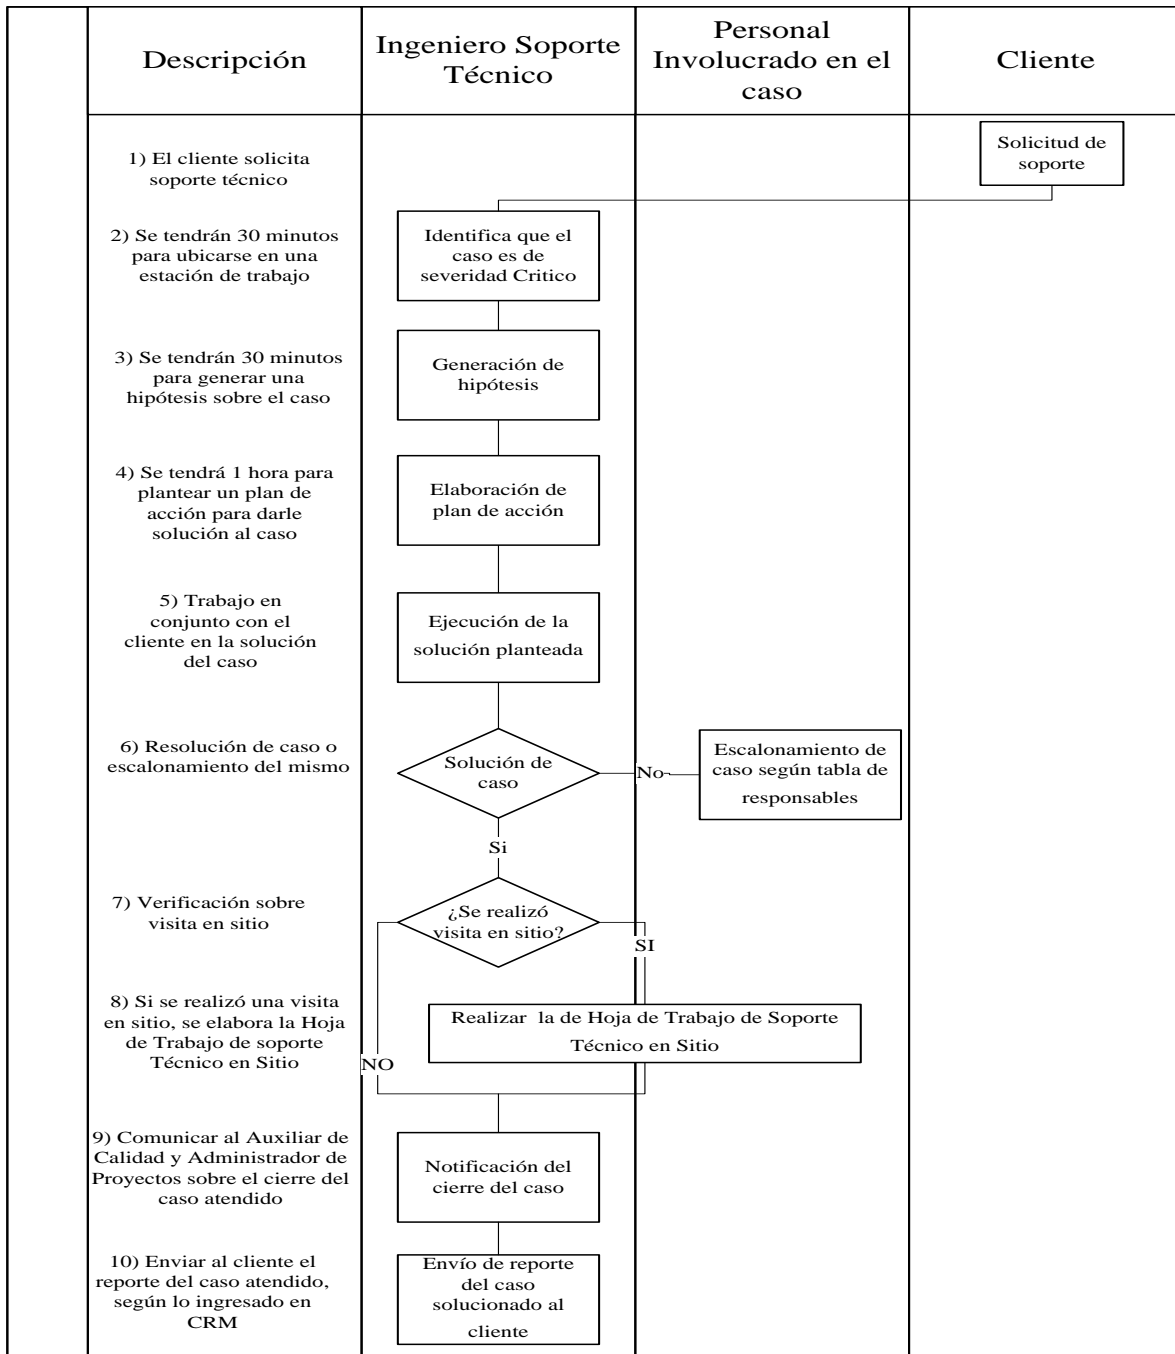 Descripción
Ingeniero Soporte
Técnico
Personal
Involucrado en el
caso
Cliente
1) El cliente solicita
soporte técnico
Solicitud de
soporte
2) Se tendrán 30 minutos
para ubicarse en una
estación de trabajo
Identifica que el
caso es de
severidad Critico
3) Se tendrán 30 minutos
para generar una
hipótesis sobre el caso
Generación de
hipótesis
4) Se tendrá 1 hora para
plantear un plan de
acción para darle
solución al caso
Elaboración de
plan de acción
5) Trabajo en
conjunto con el
cliente en la solución
del caso
Ejecución de la
solución planteada
6) Resolución de caso o
escalonamiento del mismo
Solución de
caso
No
Escalonamiento de
caso según tabla de
responsables
Si
7) Verificación sobre
visita en sitio
¿Se realizó
visita en sitio?
SI
8) Si se realizó una visita
en sitio, se elabora la Hoja
de Trabajo de soporte
Técnico en Sitio
NO
Realizar la de Hoja de Trabajo de Soporte
Técnico en Sitio
9) Comunicar al Auxiliar de
Calidad y Administrador de
Proyectos sobre el cierre del
caso atendido
Notificación del
cierre del caso
10) Enviar al cliente el
reporte del caso atendido,
según lo ingresado en
CRM
Envío de reporte
del caso
solucionado al
cliente